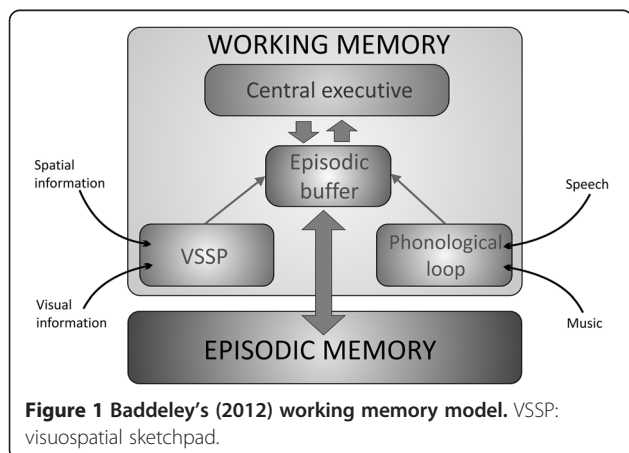 WORKING MEMORY
Central executive
Episodic
buffer
Spatial
information
Speech
VSSP
Phonological
loop
Visual
information
Music
EPISODIC MEMORY
Figure 1 Baddeley's (2012) working memory model. VSSP:
visuospatial sketchpad.